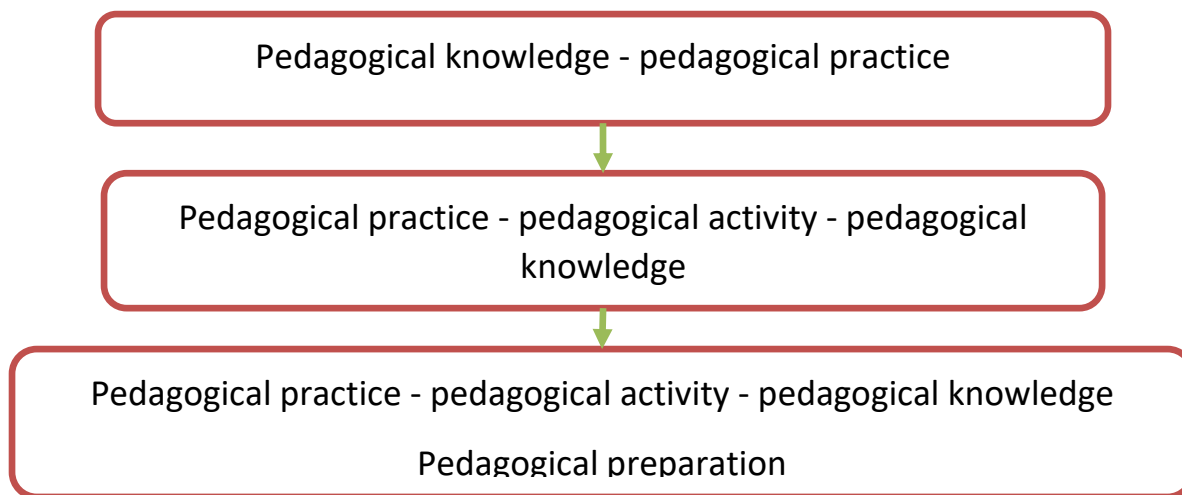 Pedagogical knowledge - pedagogical practice
Pedagogical practice - pedagogical activity - pedagogical
knowledge
Pedagogical practice - pedagogical activity - pedagogical knowledge
Pedagogical preparation